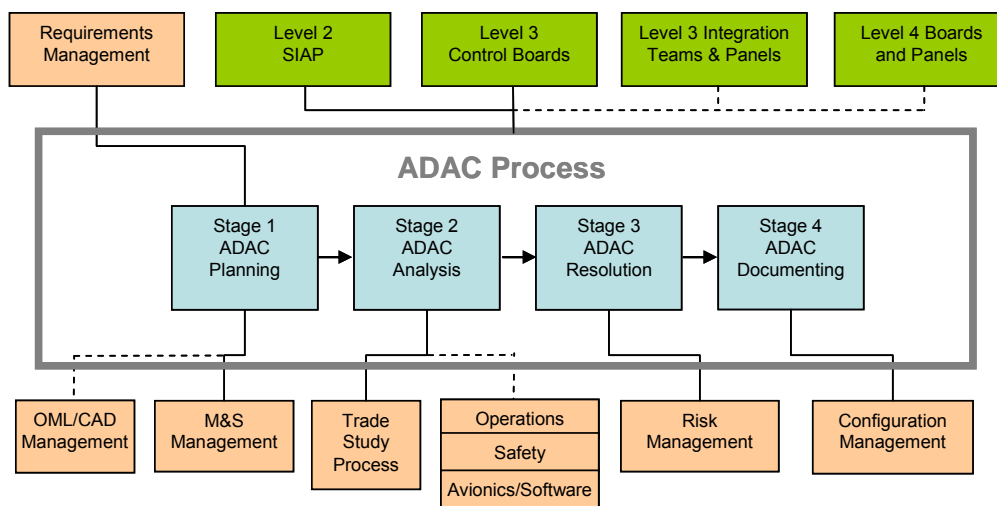 Requirements
Management
Level 2
SIAP
Level 3
Control Boards
Level 3 Integration
Teams & Panels
Level 4 Boards
and Panels
ADAC Process
Stage 1
ADAC
Planning
Stage 2
ADAC
Analysis
Stage 3
ADAC
Resolution
Stage 4
ADAC
Documenting
OML/CAD
Management
M&S
Management
Trade
Study
Process
Operations
Safety
Avionics/Software
Risk
Management
Configuration
Management